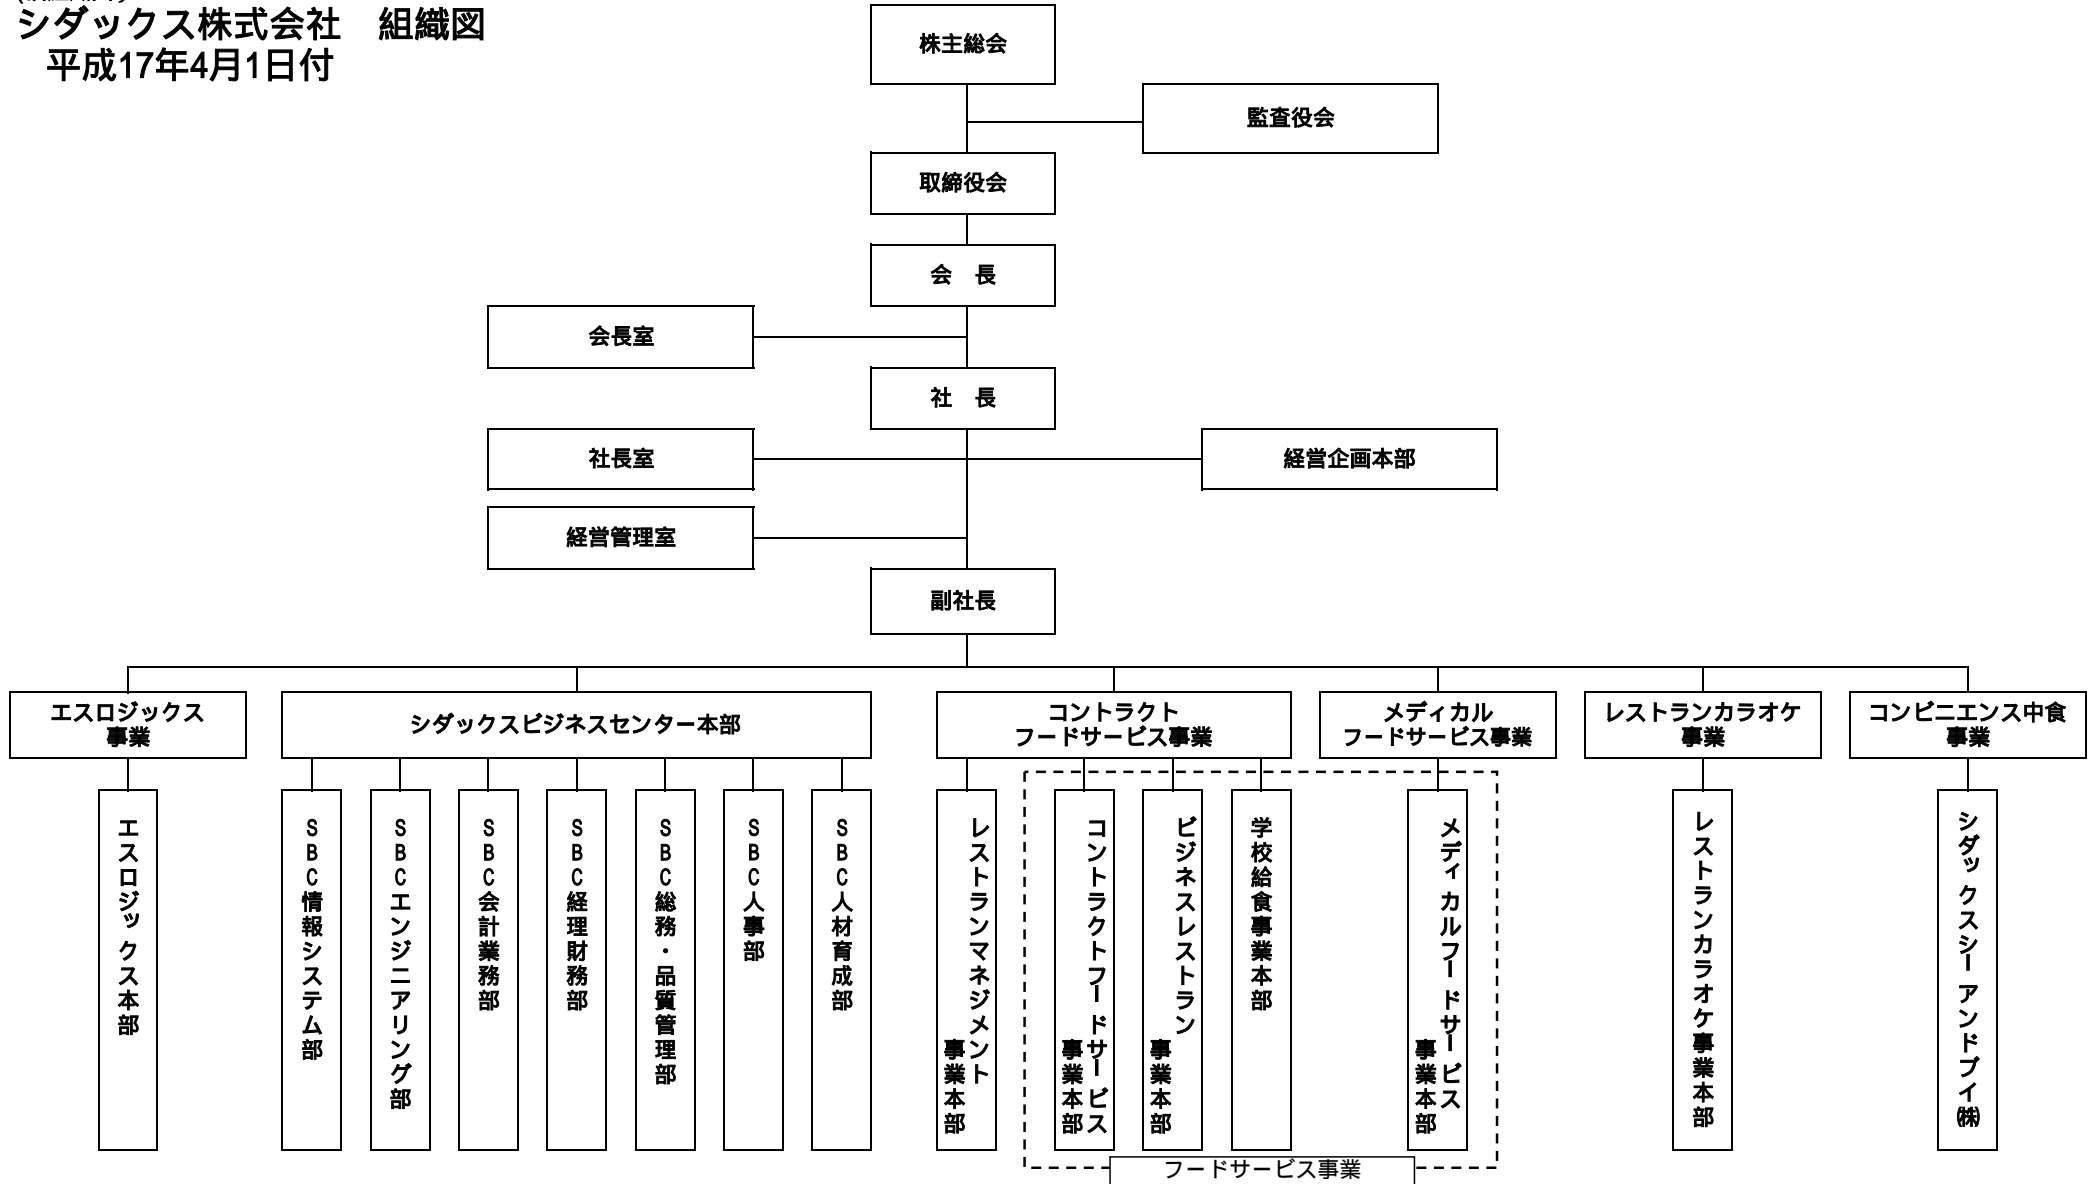 シダックス株式会社　組織図
平成17年4月1日付
株主総会
監査役会
取締役会
会　長
会長室
社　長
社長室
経営企画本部
経営管理室
副社長
エスロジックス
事業
シダックスビジネスセンター本部
コントラクト
フードサービス事業
メディカル
フードサービス事業
レストランカラオケ
事業
コンビニエンス中食
事業
エスロジックス本部
SBC情報システム部
SBCエンジニアリング部
SBC会計業務部
SBC経理財務部
SBC総務・品質管理部
SBC人事部
SBC人材育成部
レストランマネジメント
事業本部
コントラクトフードサービス
事業本部
ビジネスレストラン
事業本部
学校給食事業本部
メディカルフードサービス
事業本部
レストランカラオケ事業本部
シダックスシーアンドブイ㈱
フードサービス事業